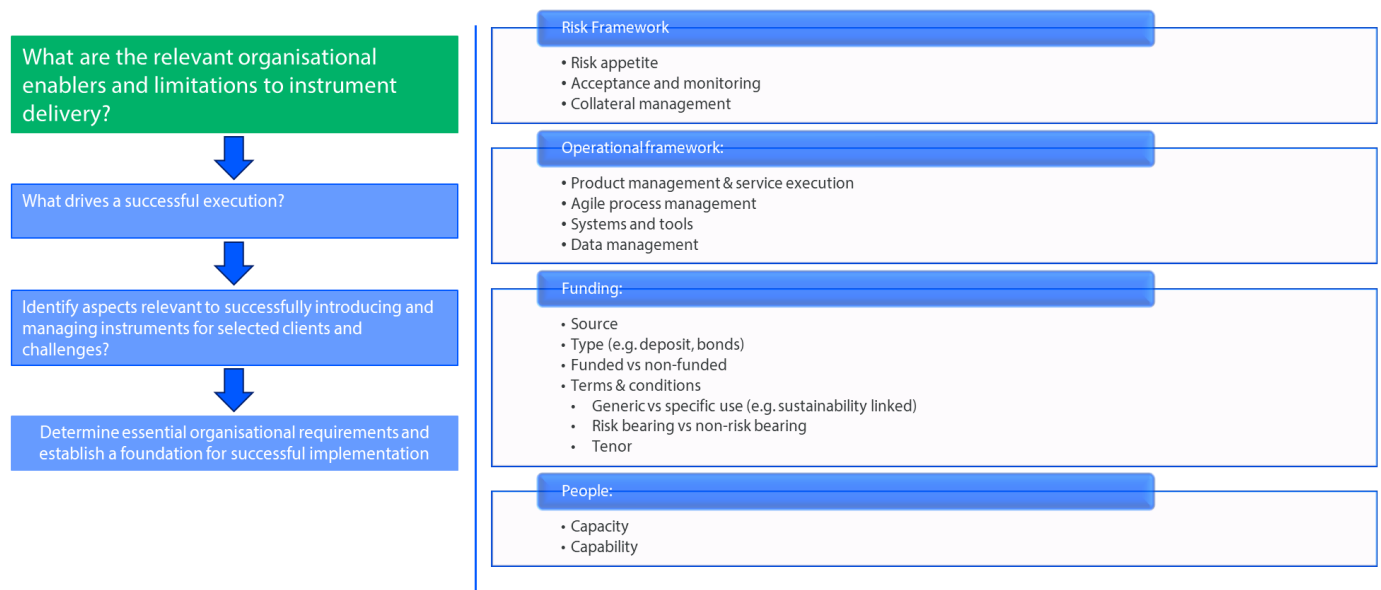 What are the relevant organisational
enablers and limitations to instrument
delivery?
What drives a successful execution?
Identify aspects relevant to successfully introducing and
managing instruments for selected clients and
challenges?
Determine essential organisational requirements and
establish a foundation for successful implementation
Risk Framework
• Risk appetite
• Acceptance and monitoring
• Collateral management
Operational framework:
• Product management & service execution
• Agile process management
• Systems and tools
• Data management
Funding:
• Source
• Type (e.g. deposit, bonds)
• Funded vs non-funded
• Terms & conditions
• Generic vs specific use (e.g. sustainability linked)
• Risk bearing vs non-risk bearing
• Tenor
People:
• Capacity
• Capability